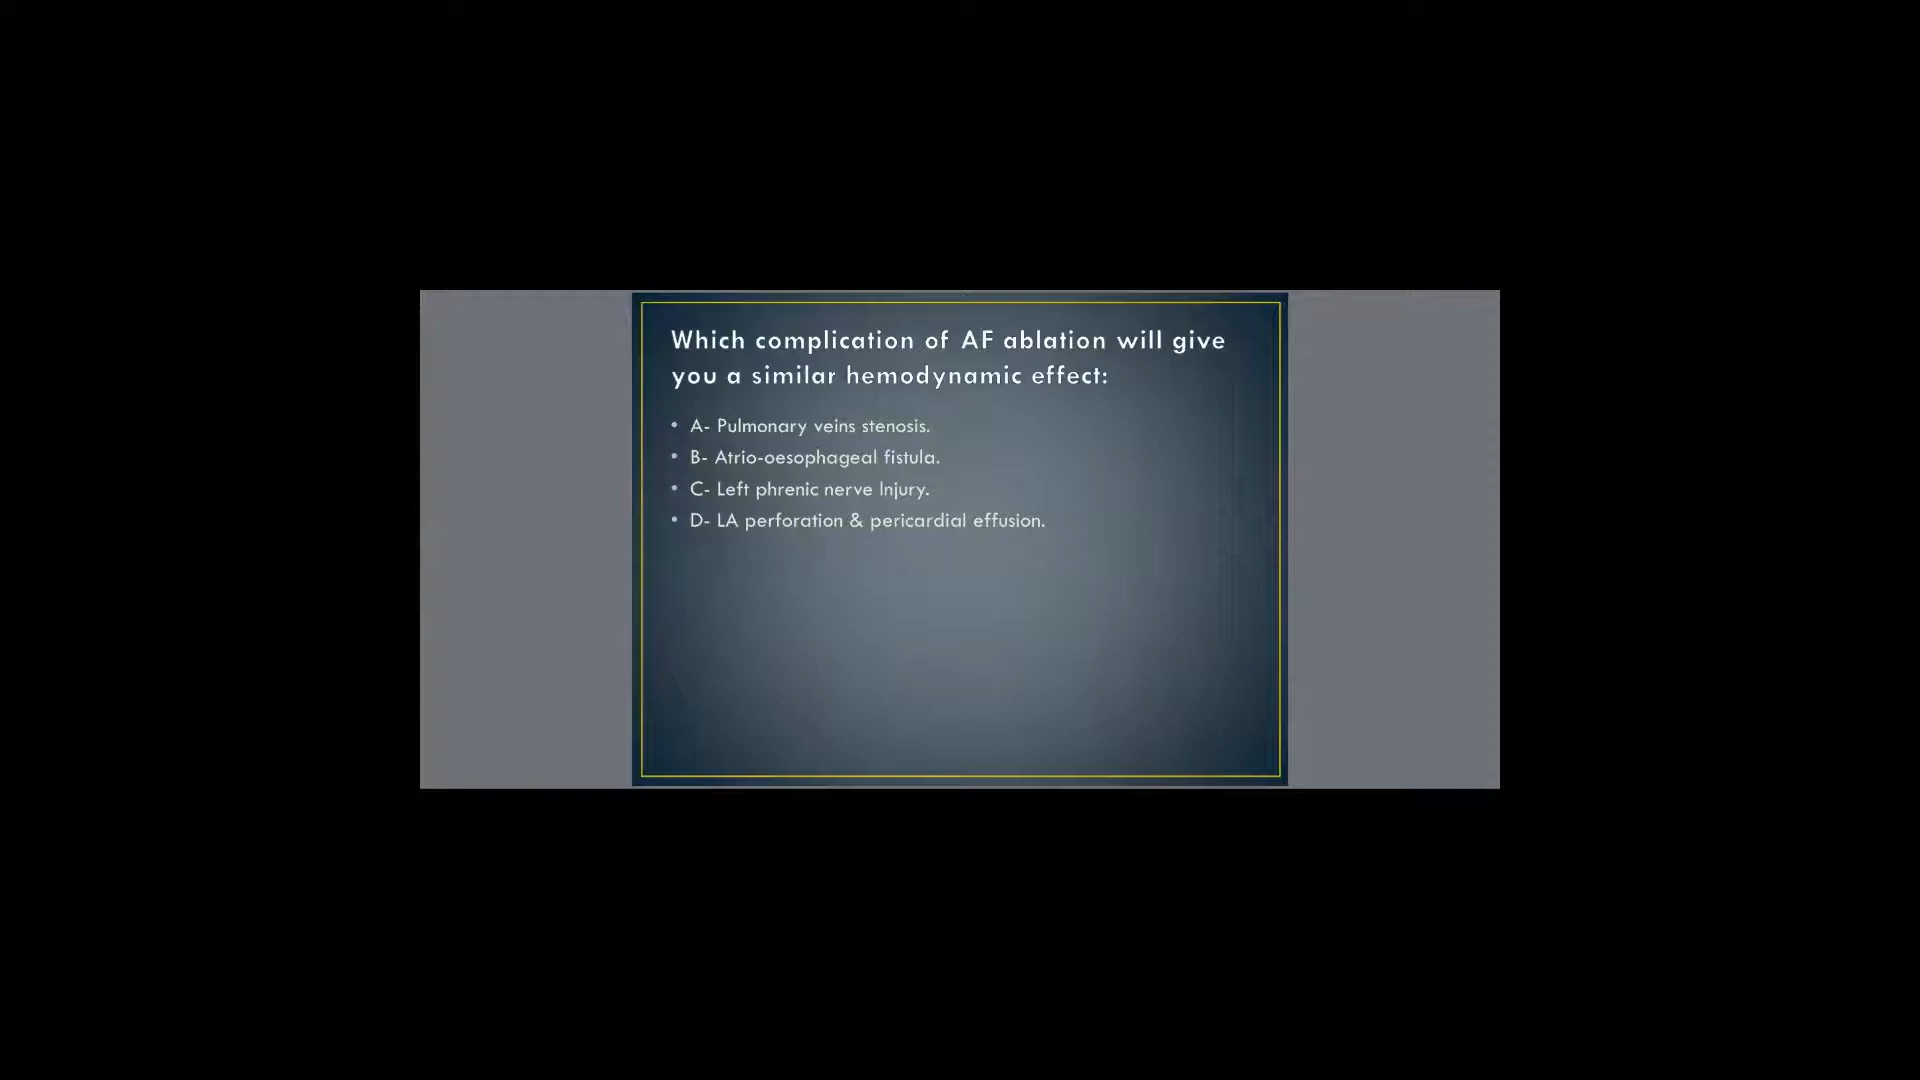 Which complication of AF ablation will give
you a similar hemodynamic effect:
• A- Pulmonary veins stenosis.
• B- Atrio-oesophageal fistula.
• C- Left phrenic nerve Injury.
• D- LA perforation & pericardial effusion.